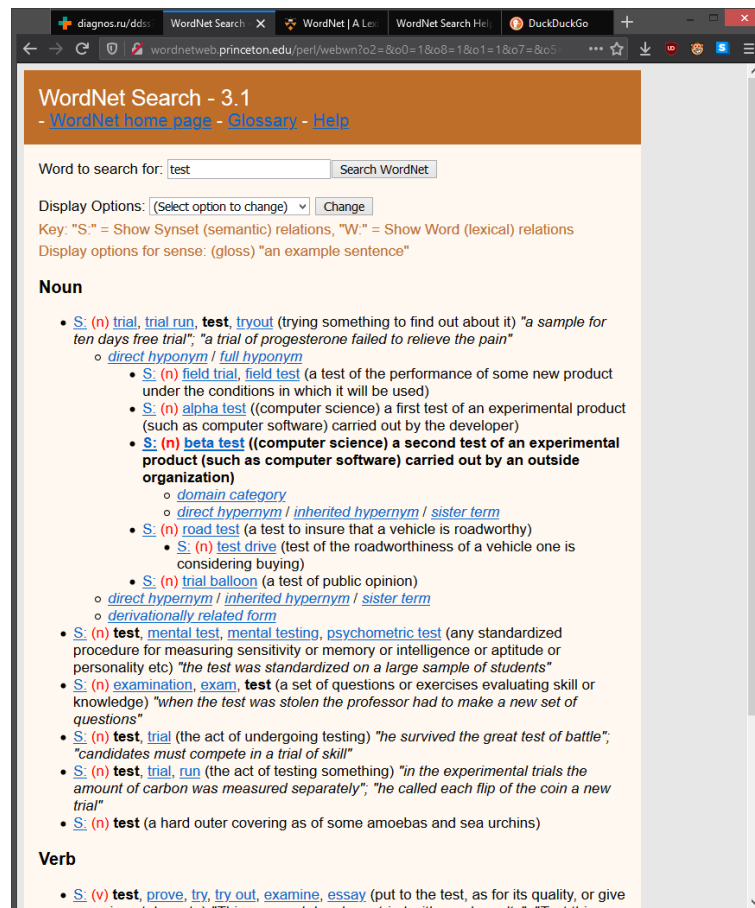 diagnos.ru/ddss
WordNet Search
WordNet | A Lex
WordNet Search Hel
DuckDuckGo
wordnetweb.princeton.edu/perl/webwn?o2=&o0=1&o8=1&o1=1&o7=&o5
WordNet Search - 3.1
- WordNet home page - Glossary - Help
Word to search for: test Search WordNet
Display Options: (Select option to change) Change
Key: "S:" = Show Synset (semantic) relations, "W:" = Show Word (lexical) relations
Display options for sense: (gloss) "an example sentence"
Noun
• S: (n) trial, trial run, test, tryout (trying something to find out about it) "a sample for
ten days free trial"; "a trial of progesterone failed to relieve the pain"
direct hyponym / full hyponym
• S: (n) field trial, field test (a test of the performance of some new product
under the conditions in which it will be used)
• S: (n) alpha test ((computer science) a first test of an experimental product
(such as computer software) carried out by the developer)
• S: (n) beta test ((computer science) a second test of an experimental
product (such as computer software) carried out by an outside
organization)
domain category
direct hypernym / inherited hypernym / sister term
• S: (n) road test (a test to insure that a vehicle is roadworthy)
• S: (n) test drive (test of the roadworthiness of a vehicle one is
considering buying)
• S: (n) trial balloon (a test of public opinion)
direct hypernym / inherited hypernym / sister term
derivationally related form
• S: (n) test, mental test, mental testing, psychometric test (any standardized
procedure for measuring sensitivity or memory or intelligence or aptitude or
personality etc) "the test was standardized on a large sample of students"
• S: (n) examination, exam, test (a set of questions or exercises evaluating skill or
knowledge) "when the test was stolen the professor had to make a new set of
questions"
• S: (n) test, trial (the act of undergoing testing) "he survived the great test of battle";
"candidates must compete in a trial of skill"
• S: (n) test, trial, run (the act of testing something) "in the experimental trials the
amount of carbon was measured separately"; "he called each flip of the coin a new
trial"
• S: (n) test (a hard outer covering as of some amoebas and sea urchins)
Verb
• S: (v) test, prove, try, try out, examine, essay (put to the test, as for its quality, or give